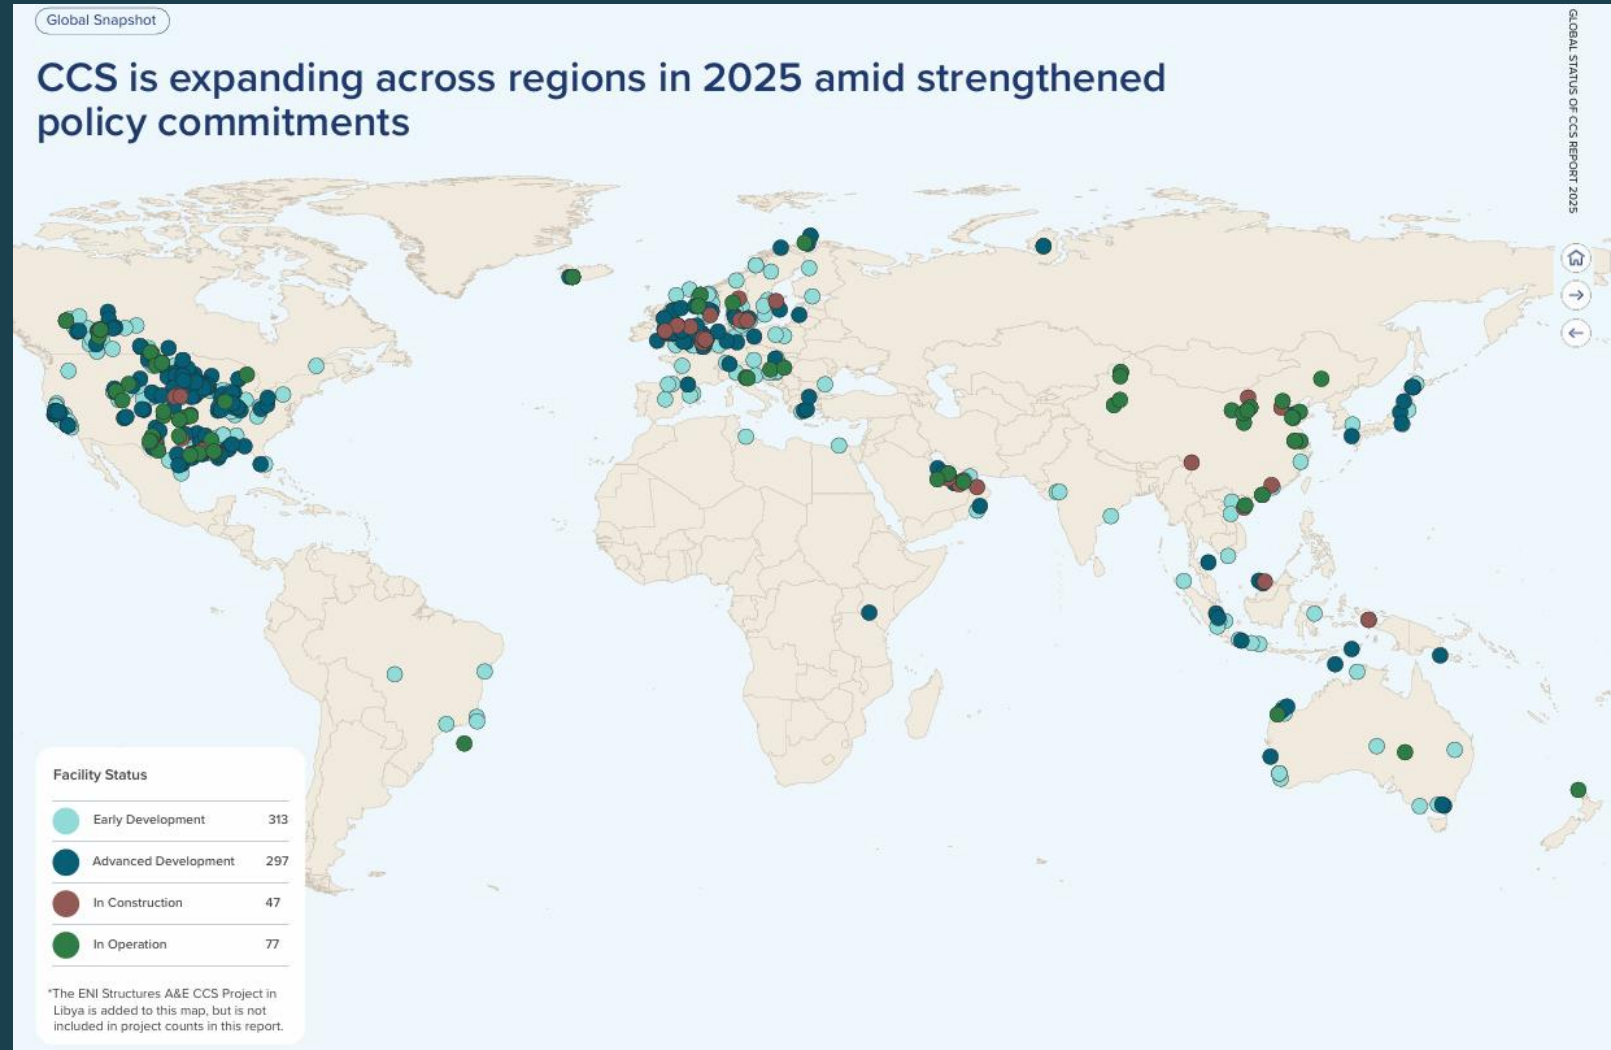 Global Snapshot
CCS is expanding across regions in 2025 amid strengthened
policy commitments
GLOBAL STATUS OF CCS REPORT 2025
Facility Status
Early Development 313
Advanced Development 297
In Construction 47
In Operation 77
*The ENI Structures A&E CCS Project in
Libya is added to this map, but is not
included in project counts in this report.